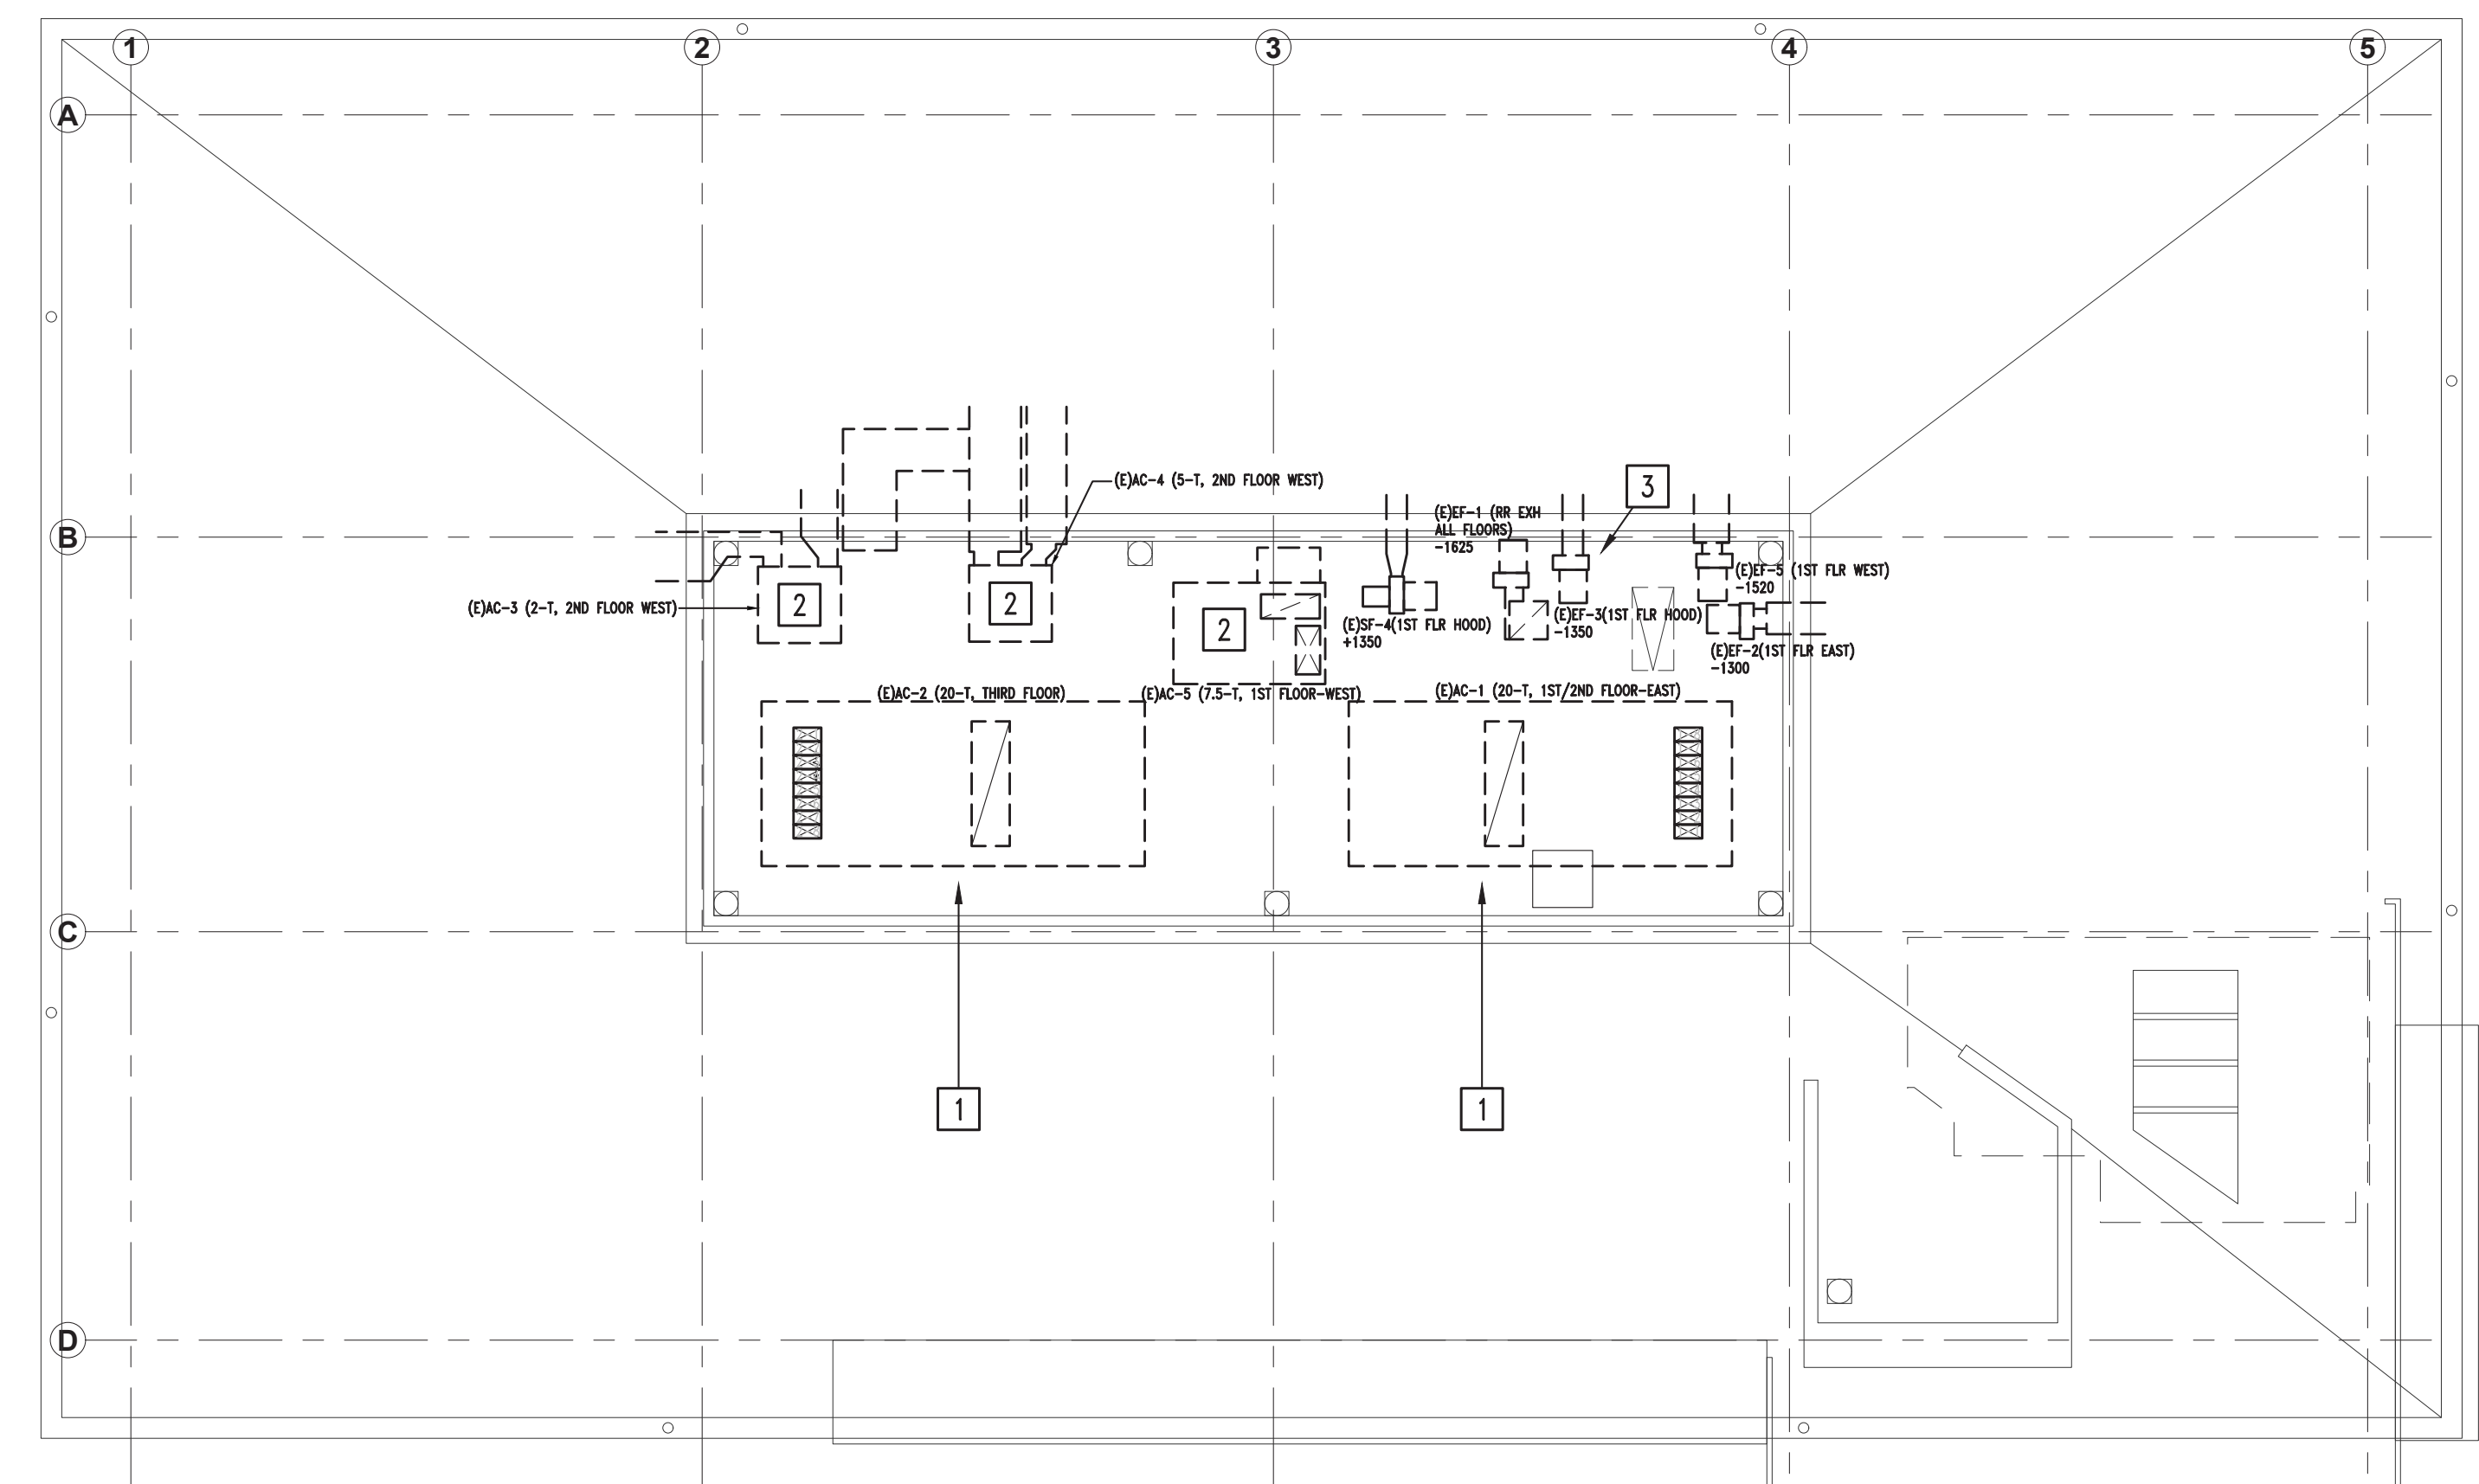 1 2 3 4 5
A
(E)AC-4 (5-T, 2ND FLOOR WEST)
3
(E)EF-1 (RR EXH
ALL FLOORS)
-1625
B
(E)EF-5 (1ST FLR WEST)
-1520
(E)AC-3 (2-T, 2ND FLOOR WEST)
2
2
2
(E)SF-4(1ST FLR HOOD)
+1350
(E)EF-3(1ST FLR HOOD)
-1350
(E)EF-2(1ST FLR EAST)
-1300
(E)AC-2 (20-T, THIRD FLOOR)
(E)AC-5 (7.5-T, 1ST FLOOR-WEST)
(E)AC-1 (20-T, 1ST/2ND FLOOR-EAST)
C
1
1
D